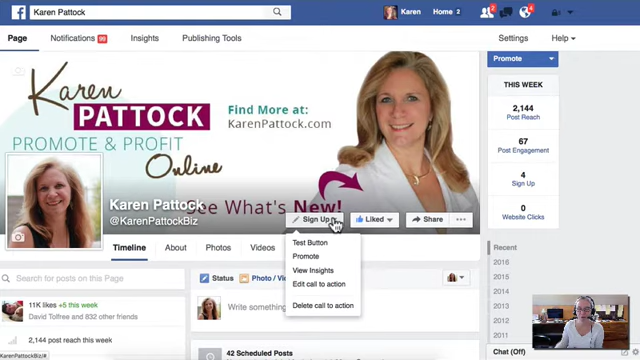 Karen Pattock
Karen
Home 2
2
4
Page
Notifications 99
Insights
Publishing Tools
Settings
Help
Karen
PATTOCK
PROMOTE & PROFIT
Online
Find More at:
KarenPattock.com
See What's New!
Karen Pattock
@KarenPattockBiz
Sign Up
Liked
Share
Test Button
Promote
View Insights
Edit call to action
Delete call to action
Timeline
About
Photos
Videos
Promote
THIS WEEK
2,144
Post Reach
67
Post Engagement
4
Sign Up
0
Website Clicks
Recent
2016
2015
2014
2013
2012
2011
Search for posts on this Page
11K likes +5 this week
David Tolfree and 832 other friends
2,144 post reach this week
Status
Photo / Vi
Write something
42 Scheduled Posts
Chat (Off)